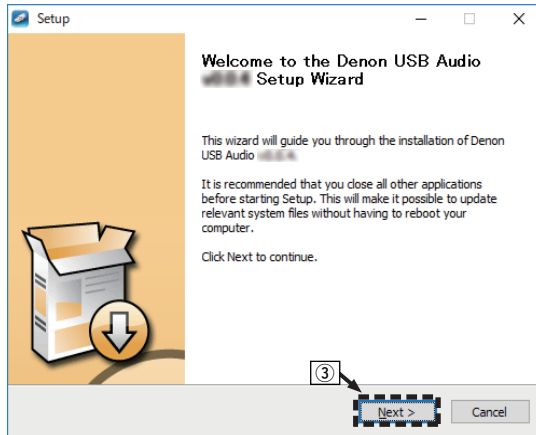 Setup
Welcome to the Denon USB Audio
Setup Wizard
This wizard will guide you through the installation of Denon
USB Audio
It is recommended that you close all other applications
before starting Setup. This will make it possible to update
relevant system files without having to reboot your
computer.
Click Next to continue.
③
Next >
Cancel